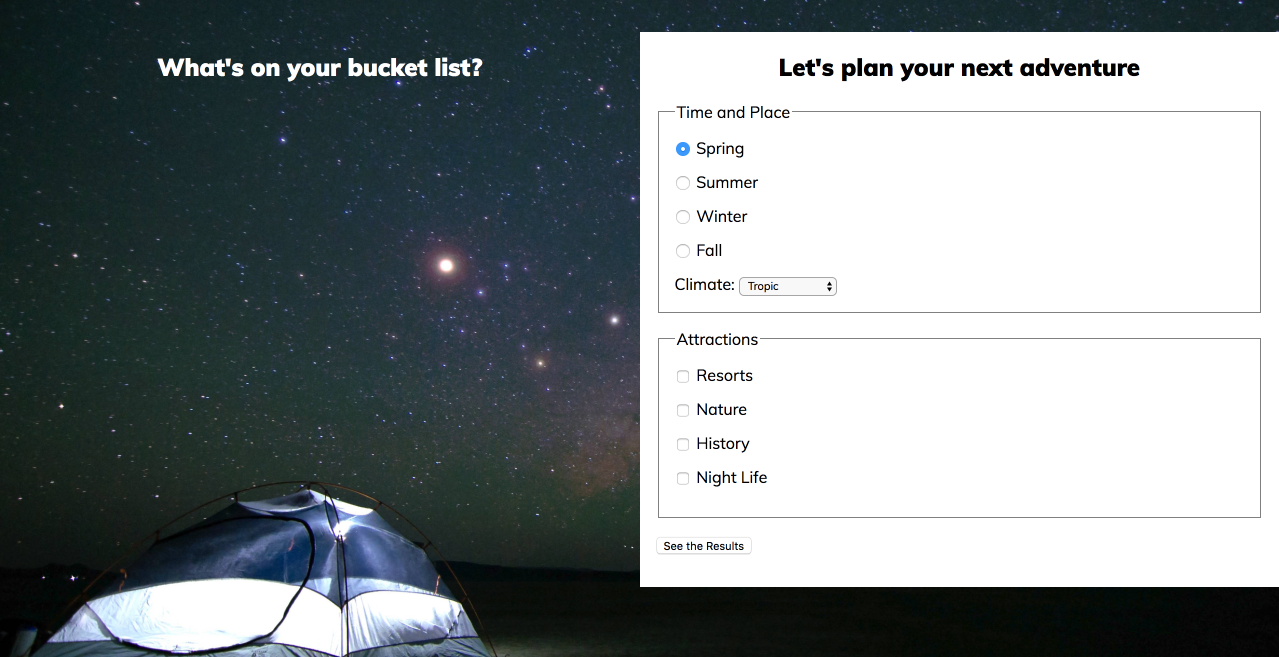 What's on your bucket list?
Let's plan your next adventure
Time and Place
Spring
Summer
Winter
Fall
Climate: Tropic
Attractions
Resorts
Nature
History
Night Life
See the Results